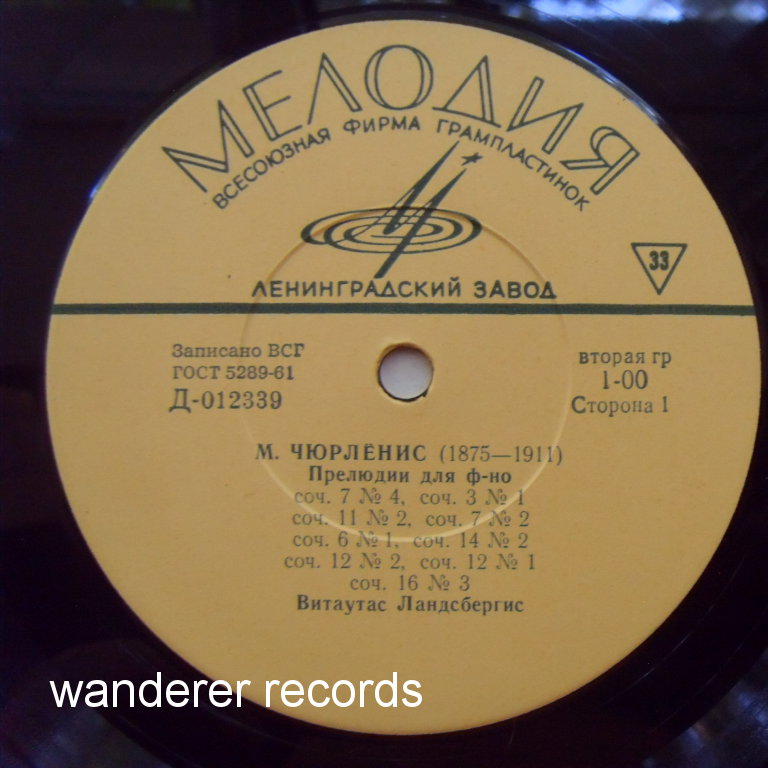 МЕЛОДИЯ
ВСЕСОЮЗНАЯ ФИРМА ГРАМПЛАСТИНОК
33
ЛЕНИНГРАДСКИЙ ЗАВОД
Записано ВСГ
ГОСТ 5289-61
Д-012339
вторая гр
1-00
Сторона 1
М. ЧЮРЛЁНИС (1875—1911)
Прелюдии для ф-но
соч. 7 № 4, соч. 3 № 1
соч. 11 № 2, соч. 7 № 2
соч. 6 № 1, соч. 14 № 2
соч. 12 № 2, соч. 12 № 1
соч. 16 № 3
Витаутас Ландсбергис
wanderer records